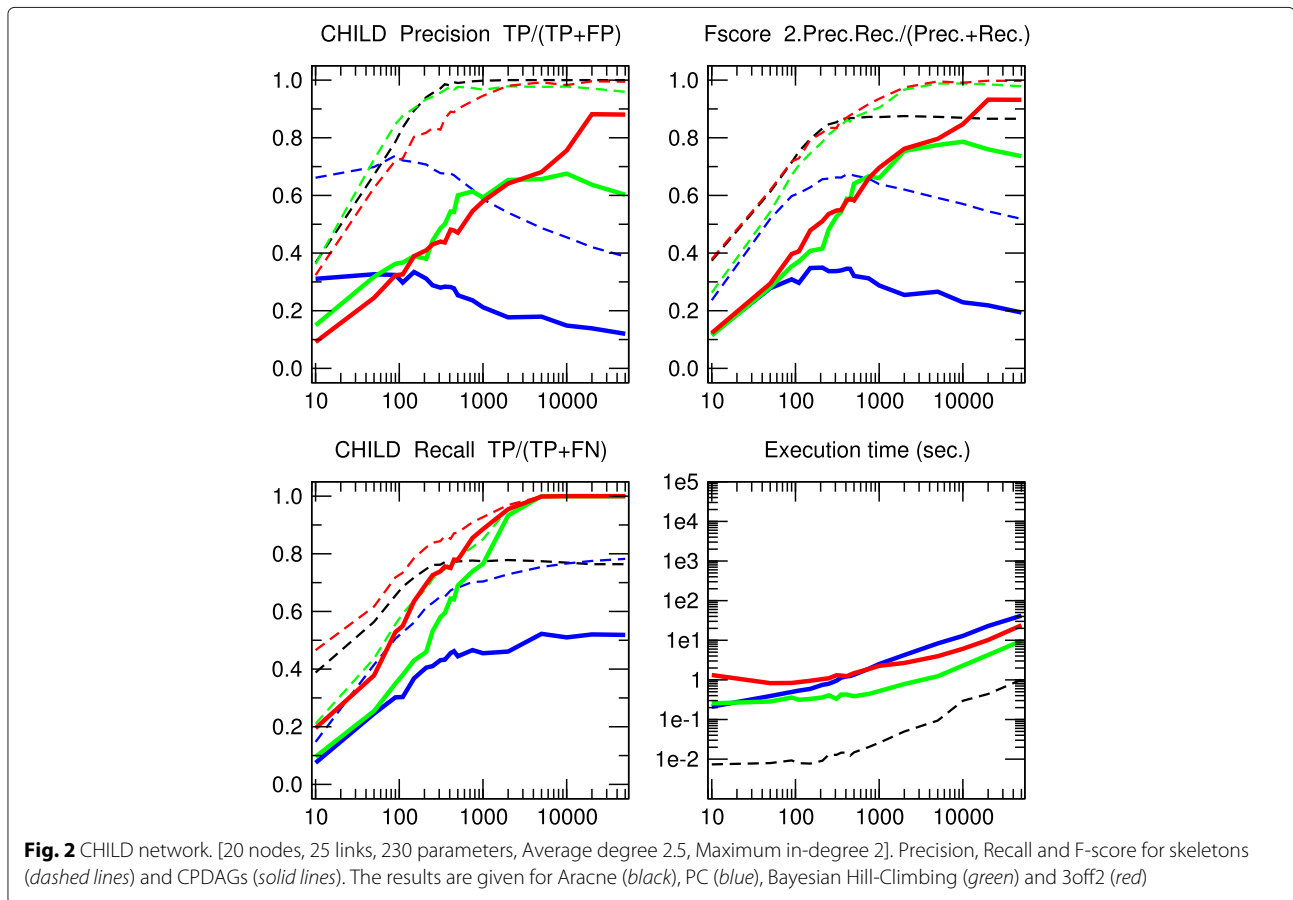 CHILD Precision TP/(TP+FP)
1.0
0.8
0.6
0.4
0.2
0.0
10 100 1000 10000
Fscore 2.Prec.Rec./(Prec.+Rec.)
1.0
0.8
0.6
0.4
0.2
0.0
10 100 1000 10000
CHILD Recall TP/(TP+FN)
1.0
0.8
0.6
0.4
0.2
0.0
10 100 1000 10000
Execution time (sec.)
1e5
1e4
1e3
1e2
1e1
1
1e-1
1e-2
10 100 1000 10000
Fig. 2 CHILD network. [20 nodes, 25 links, 230 parameters, Average degree 2.5, Maximum in-degree 2]. Precision, Recall and F-score for skeletons
(dashed lines) and CPDAGs (solid lines). The results are given for Aracne (black), PC (blue), Bayesian Hill-Climbing (green) and 3off2 (red)